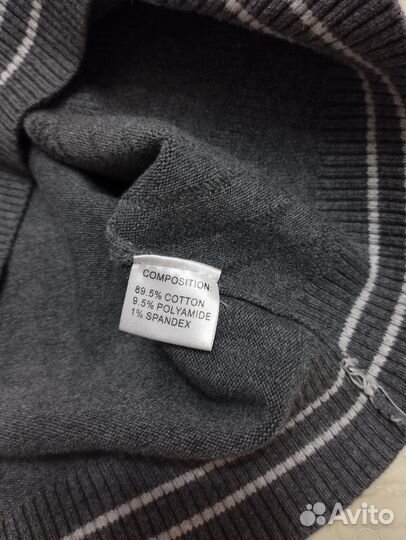 COMPOSITION:
89.5% COTTON
9.5% POLYAMIDE
1% SPANDEX
Avito